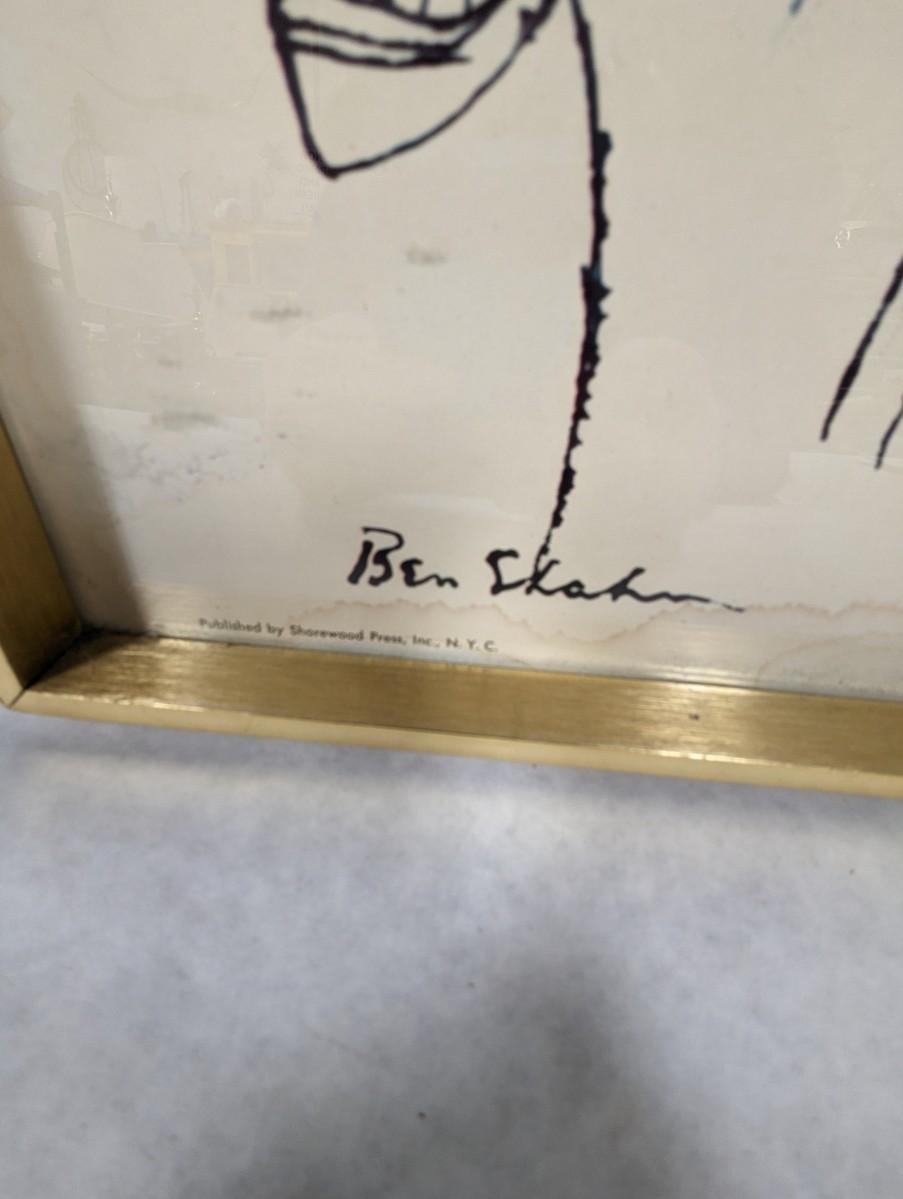 Ben Shahn
Published by Shorewood Press, Inc., N. Y. C.